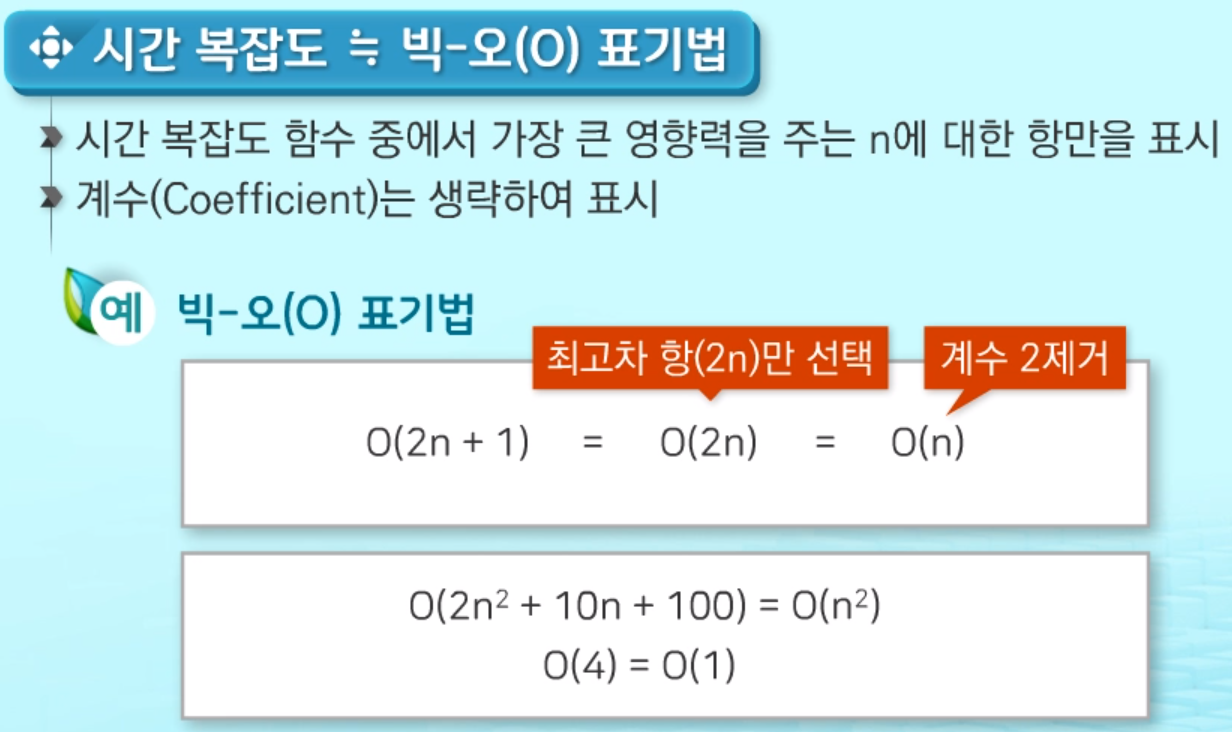 시간 복잡도 ≒ 빅-오(O) 표기법
시간 복잡도 함수 중에서 가장 큰 영향력을 주는 n에 대한 항만을 표시
계수(Coefficient)는 생략하여 표시
예 빅-오(O) 표기법
최고차 항(2n)만 선택 계수 2제거
O(2n + 1) = O(2n) = O(n)
O(2n² + 10n + 100) = O(n²)
O(4) = O(1)